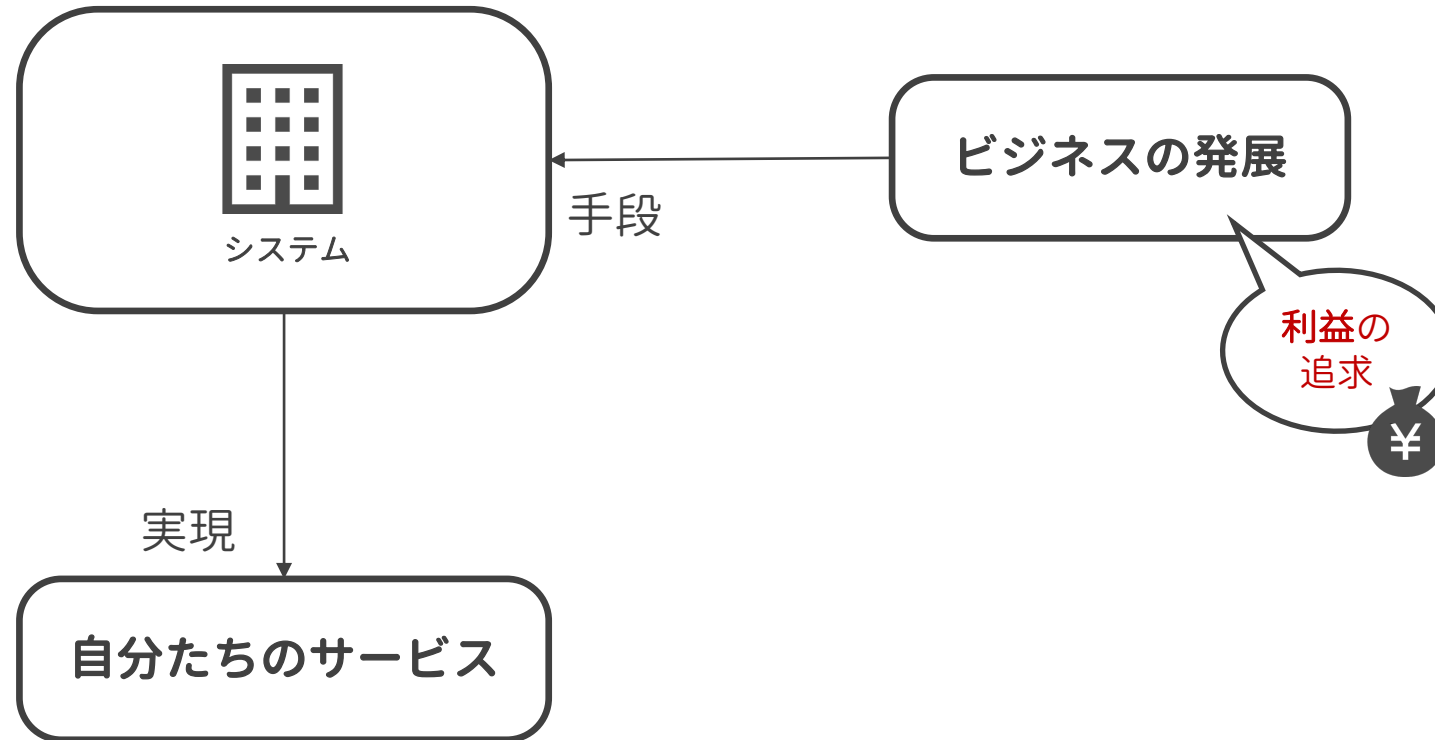 システム
ビジネスの発展
手段
利益の
追求
¥
実現
自分たちのサービス